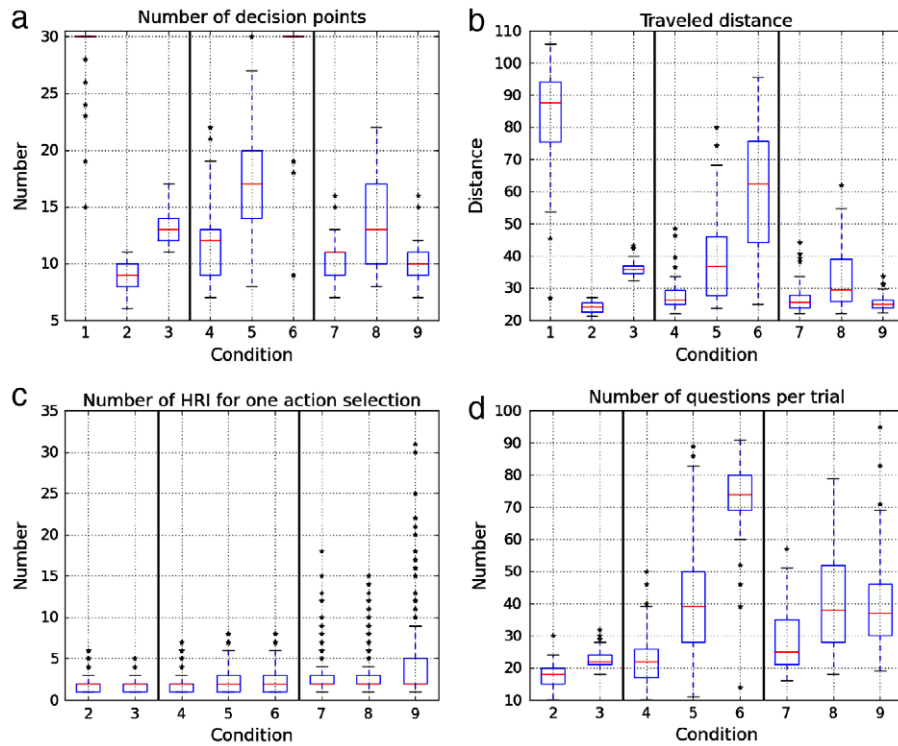 a
Number of decision points
30
25
20
15
10
5
Number
1 2 3 4 5 6 7 8 9
Condition
b
Traveled distance
110
100
90
80
70
60
50
40
30
20
Distance
1 2 3 4 5 6 7 8 9
Condition
c
Number of HRI for one action selection
35
30
25
20
15
10
5
0
Number
2 3 4 5 6 7 8 9
Condition
d
Number of questions per trial
100
90
80
70
60
50
40
30
20
10
Number
2 3 4 5 6 7 8 9
Condition